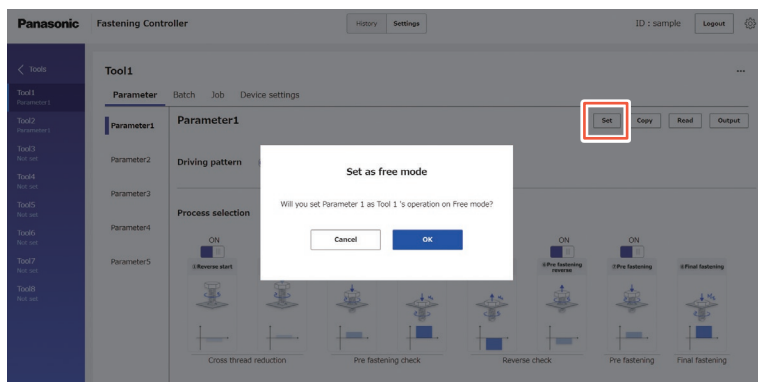 Panasonic Fastening Controller History Settings ID : sample Logout
Tools
Tool1
Parameter1
Tool2
Parameter1
Tool3
Not set
Tool4
Not set
Tool5
Not set
Tool6
Not set
Tool7
Not set
Tool8
Not set
Tool1 ...
Parameter Batch Job Device settings
Parameter1
Parameter2
Parameter3
Parameter4
Parameter5
Parameter1 Set Copy Read Output
Driving pattern
Process selection
Set as free mode
Will you set Parameter 1 as Tool 1 's operation on Free mode?
Cancel OK
ON ON ON
①Reverse start ⑥Pre fastening reverse ⑦Pre fastening ⑧Final fastening
Cross thread reduction Pre fastening check Reverse check Pre fastening Final fastening